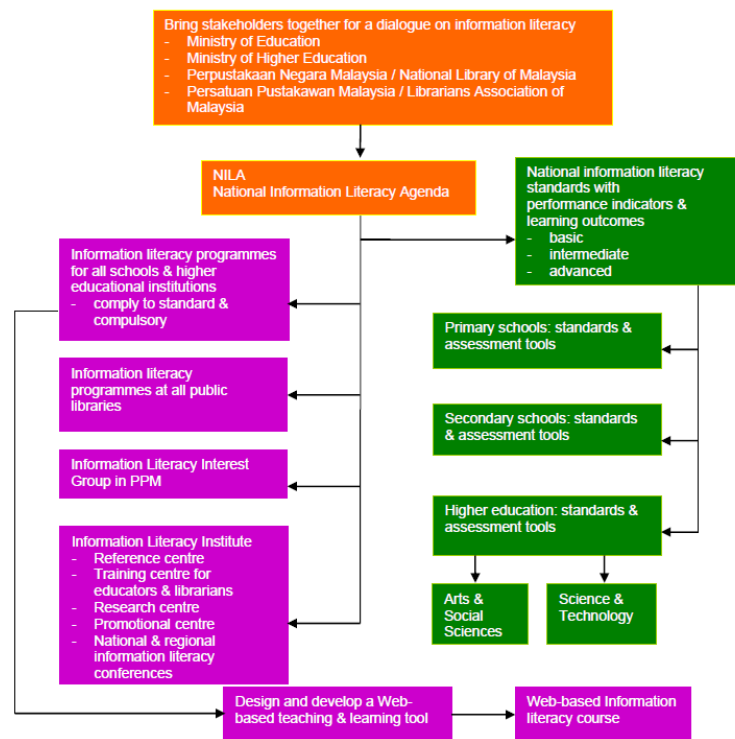 Bring stakeholders together for a dialogue on information literacy
- Ministry of Education
- Ministry of Higher Education
- Perpustakaan Negara Malaysia / National Library of Malaysia
- Persatuan Pustakawan Malaysia / Librarians Association of
Malaysia
NILA
National Information Literacy Agenda
National information literacy
standards with
performance indicators &
learning outcomes
- basic
- intermediate
- advanced
Information literacy programmes
for all schools & higher
educational institutions
- comply to standard &
compulsory
Primary schools: standards &
assessment tools
Information literacy
programmes at all public
libraries
Secondary schools: standards
& assessment tools
Information Literacy Interest
Group in PPM
Higher education: standards &
assessment tools
Information Literacy Institute
- Reference centre
- Training centre for
educators & librarians
- Research centre
- Promotional centre
- National & regional
information literacy
conferences
Arts &
Social
Sciences
Science &
Technology
Design and develop a Web-
based teaching & learning tool
Web-based Information
literacy course